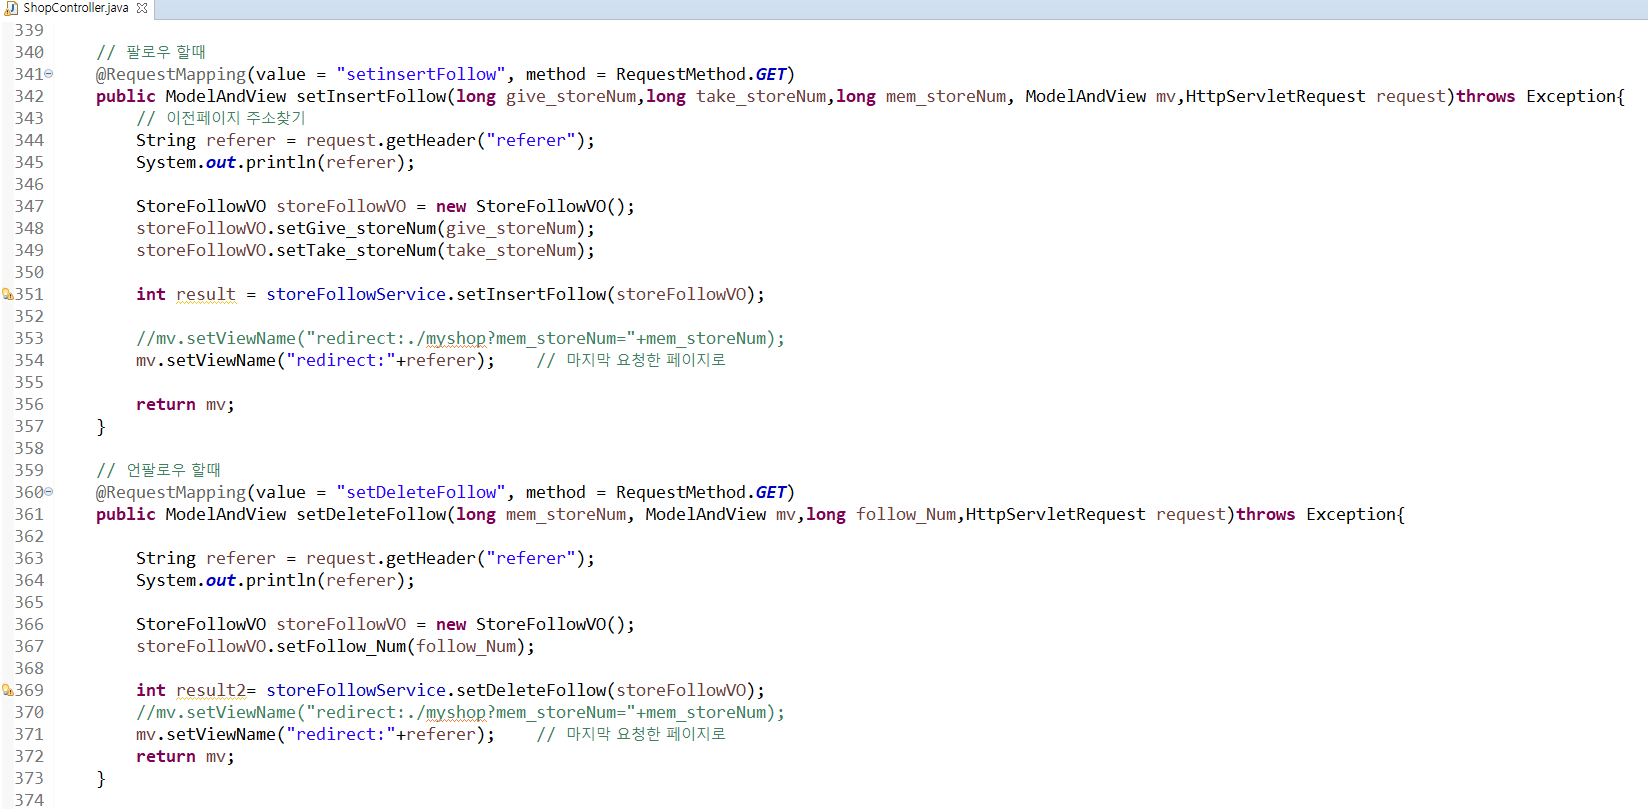 ShopController.java
339
340 // 팔로우 할때
341 @RequestMapping(value = "setinsertFollow", method = RequestMethod.GET)
342 public ModelAndView setInsertFollow(long give_storeNum,long take_storeNum,long mem_storeNum, ModelAndView mv,HttpServletRequest request)throws Exception{
343 // 이전페이지 주소찾기
344 String referer = request.getHeader("referer");
345 System.out.println(referer);
346
347 StoreFollowVO storeFollowVO = new StoreFollowVO();
348 storeFollowVO.setGive_storeNum(give_storeNum);
349 storeFollowVO.setTake_storeNum(take_storeNum);
350
351 int result = storeFollowService.setInsertFollow(storeFollowVO);
352
353 //mv.setViewName("redirect:./myshop?mem_storeNum="+mem_storeNum);
354 mv.setViewName("redirect:"+referer); // 마지막 요청한 페이지로
355
356 return mv;
357 }
358
359 // 언팔로우 할때
360 @RequestMapping(value = "setDeleteFollow", method = RequestMethod.GET)
361 public ModelAndView setDeleteFollow(long mem_storeNum, ModelAndView mv,long follow_Num,HttpServletRequest request)throws Exception{
362
363 String referer = request.getHeader("referer");
364 System.out.println(referer);
365
366 StoreFollowVO storeFollowVO = new StoreFollowVO();
367 storeFollowVO.setFollow_Num(follow_Num);
368
369 int result2= storeFollowService.setDeleteFollow(storeFollowVO);
370 //mv.setViewName("redirect:./myshop?mem_storeNum="+mem_storeNum);
371 mv.setViewName("redirect:"+referer); // 마지막 요청한 페이지로
372 return mv;
373 }
374